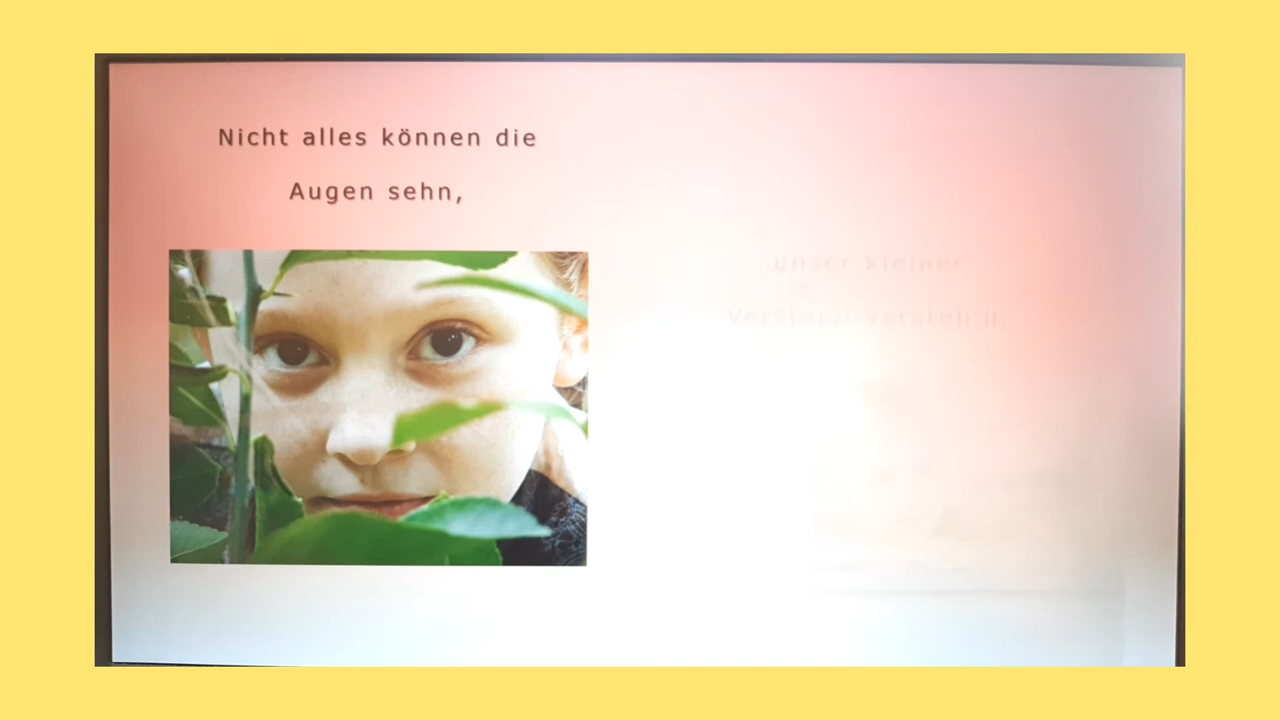 Nicht alles können die
Augen sehn,
unser kleiner
Verstand versteh'n,